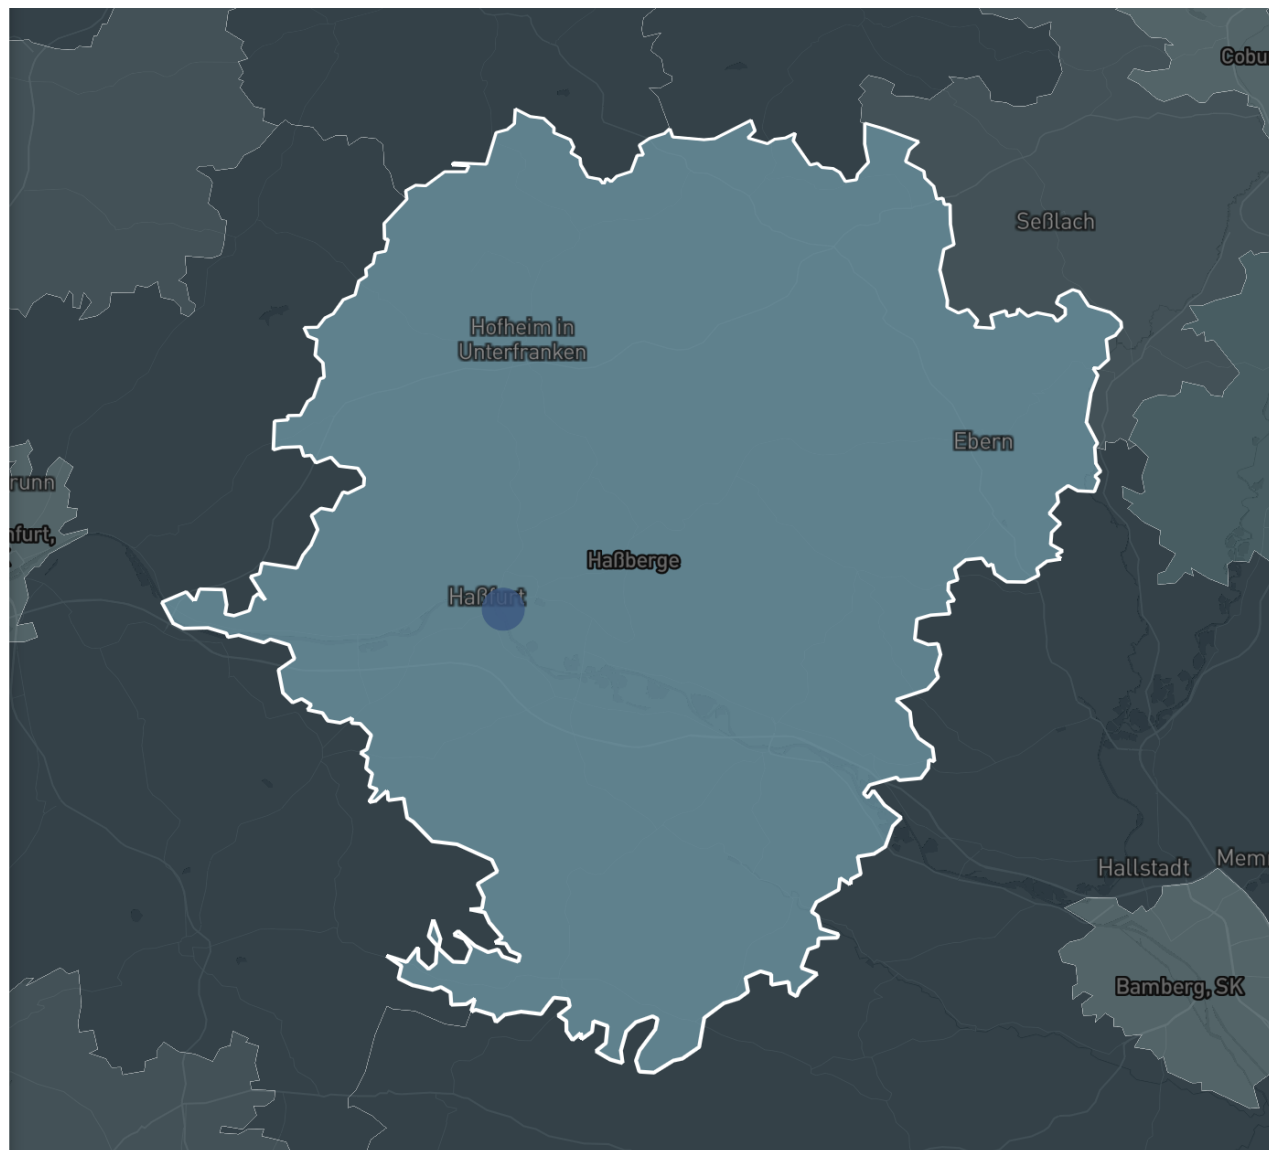 Cobu
Seßlach
Hofheim in
Unterfranken
Ebern
runn
nfurt,
Haßberge
Haßfurt
Hallstadt
Mem
Bamberg, SK